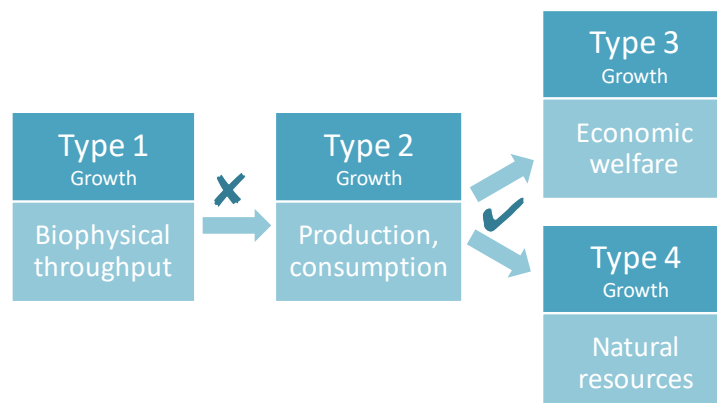 Type 1
Growth
Biophysical
throughput
✘
Type 2
Growth
Production,
consumption
✔
Type 3
Growth
Economic
welfare
Type 4
Growth
Natural
resources